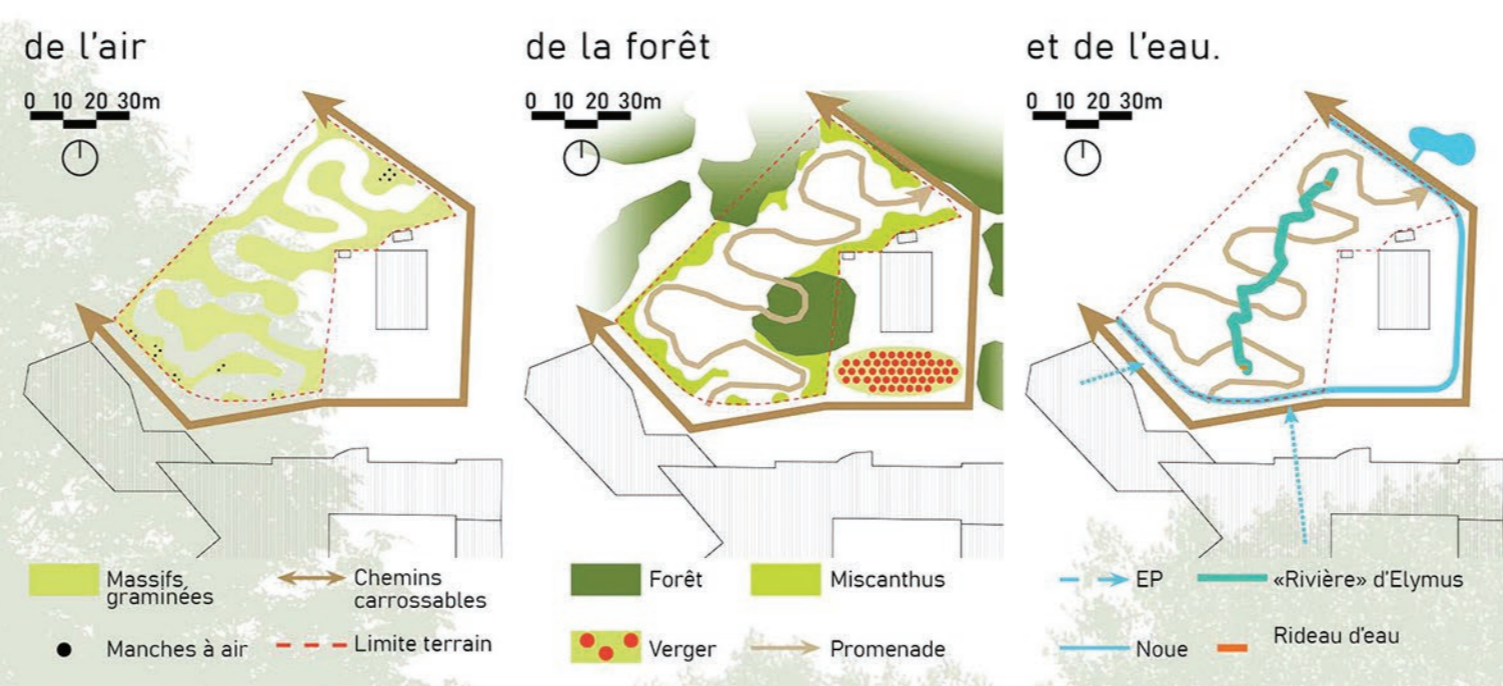 de l'air
0 10 20 30m
Massifs
graminées
Chemins
carrossables
Manches à air
Limite terrain
de la forêt
0 10 20 30m
Forêt
Miscanthus
Verger
Promenade
et de l'eau.
0 10 20 30m
EP
«Rivière» d'Elymus
Noue
Rideau d'eau